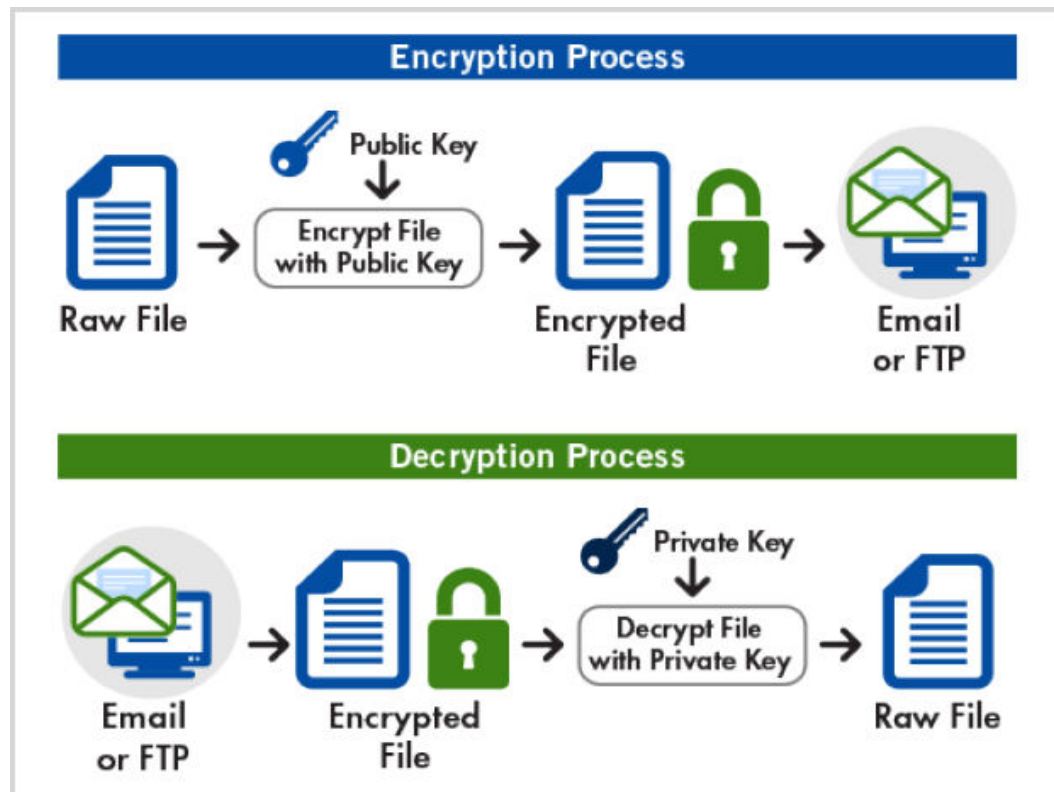 Encryption Process
Public Key
Encrypt File
with Public Key
Raw File
Encrypted
File
Email
or FTP
Decryption Process
Private Key
Decrypt File
with Private Key
Email
or FTP
Encrypted
File
Raw File